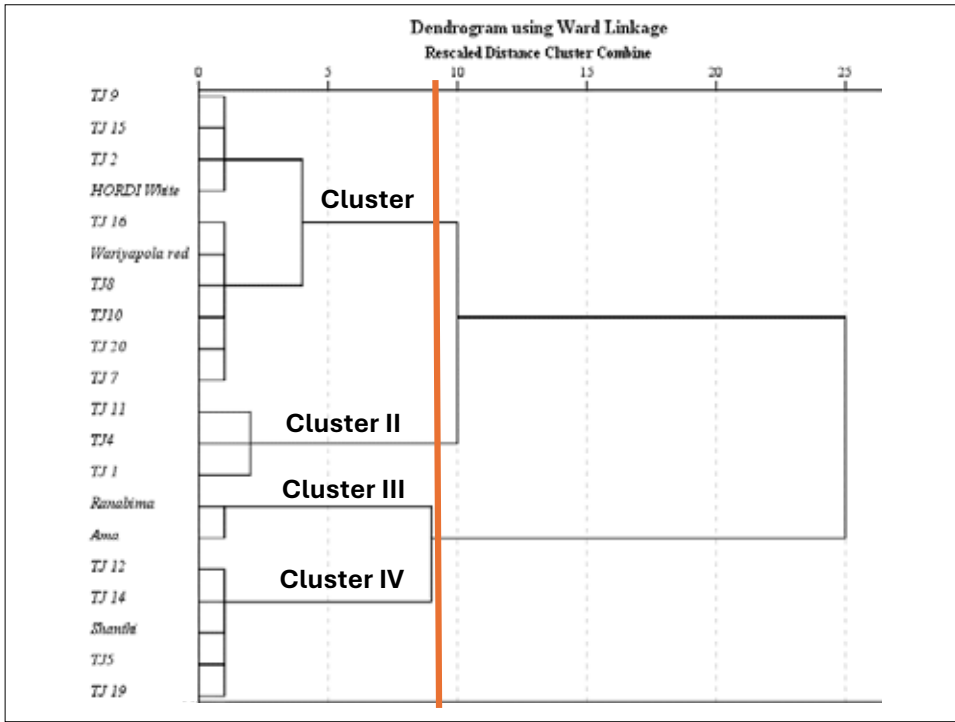 Dendrogram using Ward Linkage
Rescaled Distance Cluster Combine
0 5 10 15 20 25
TJ 9
TJ 15
TJ 2
HORDI White
Cluster
TJ 16
Wariyapola red
TJ8
TJ10
TJ 20
TJ 7
TJ 11
Cluster II
TJ4
TJ 1
Cluster III
Ranabima
Ama
TJ 12
Cluster IV
TJ 14
Shanthi
TJ5
TJ 19